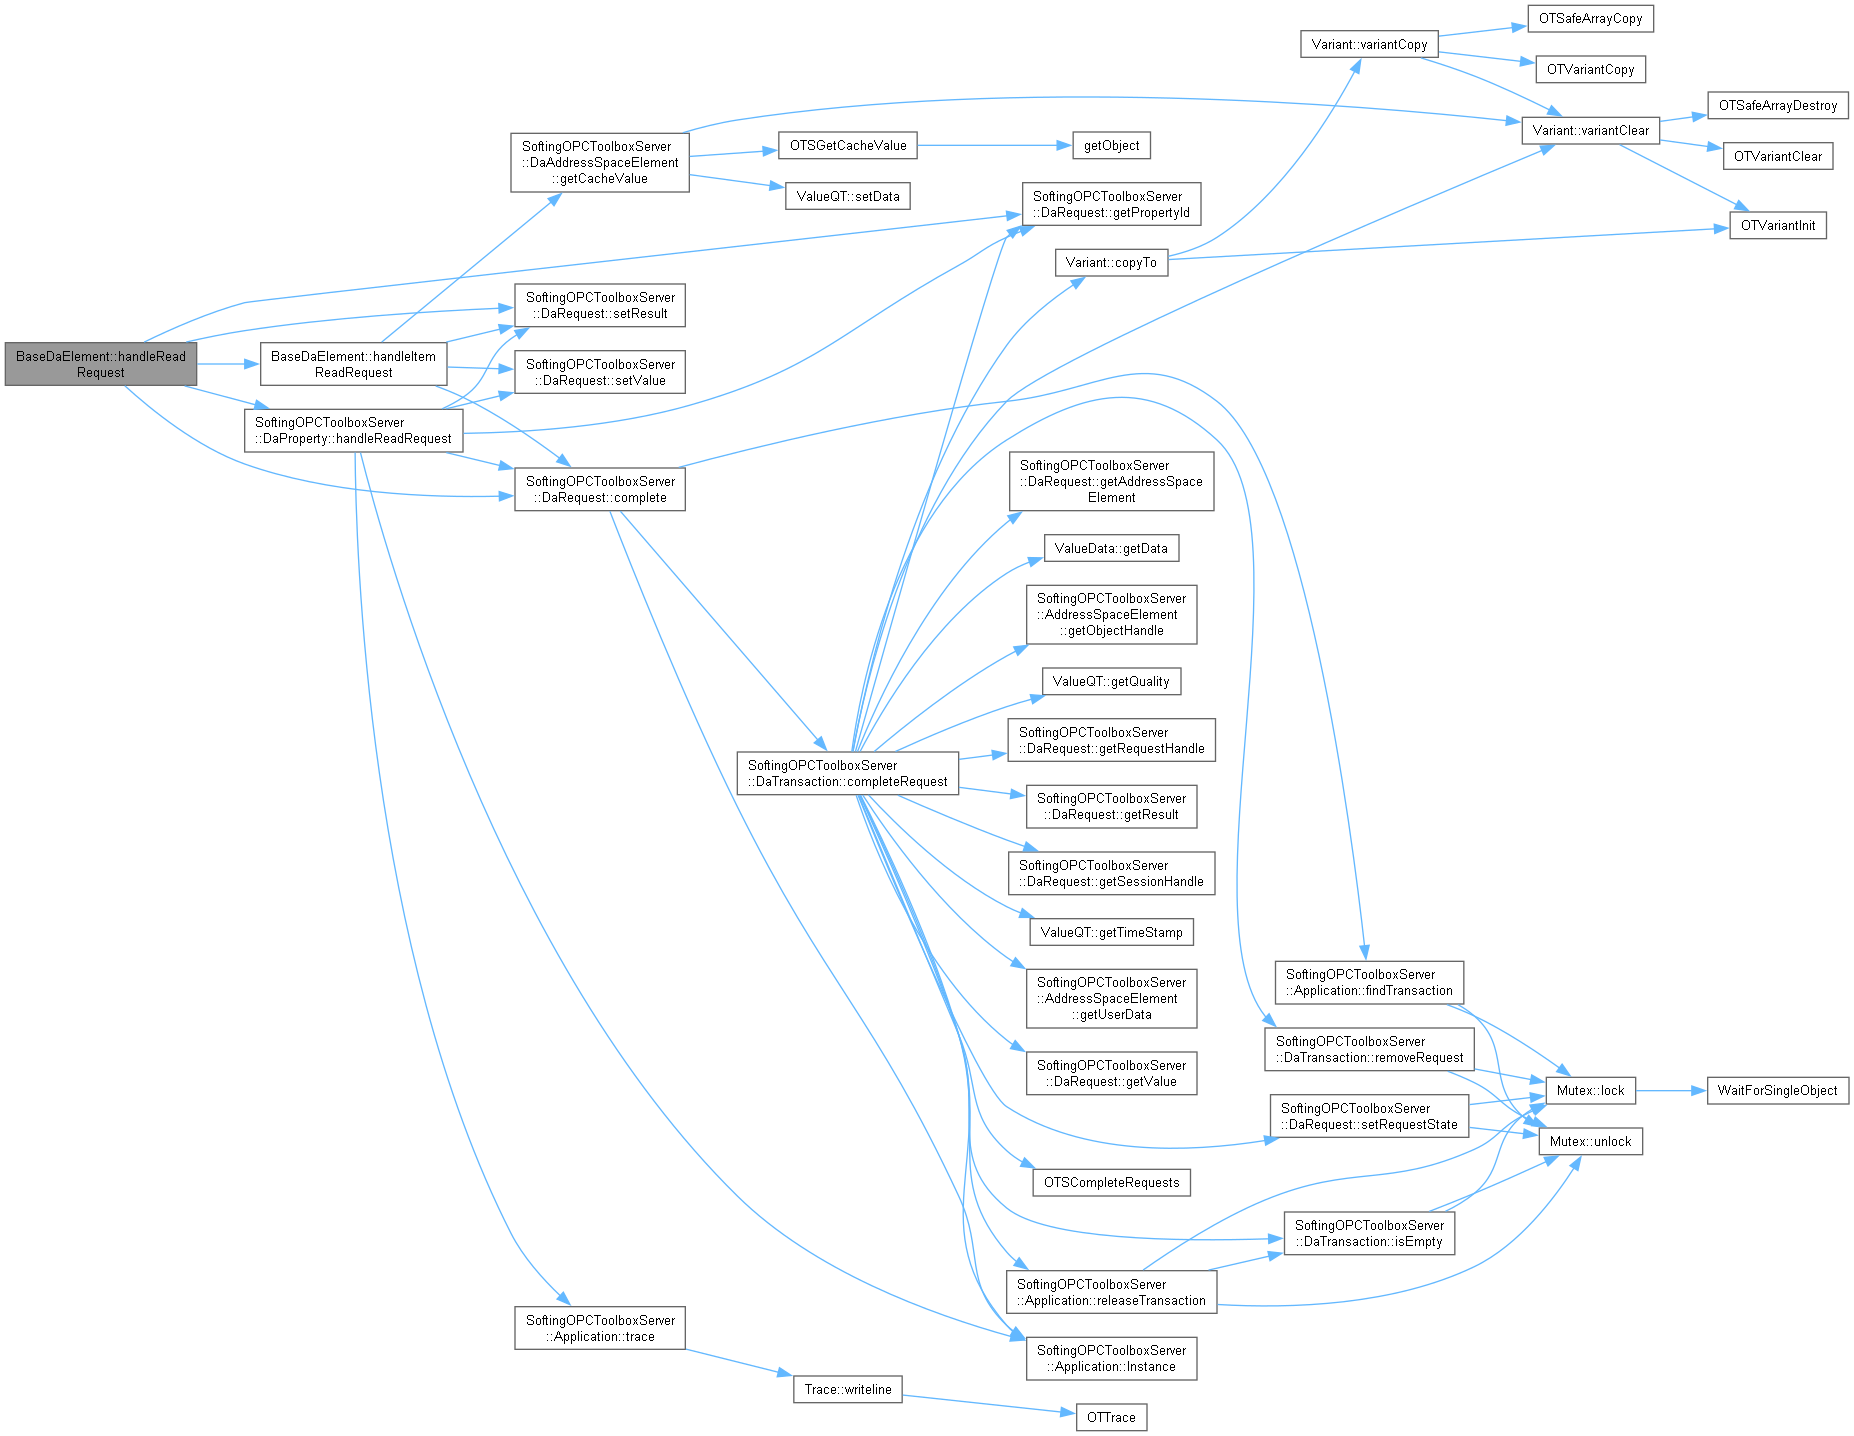 BaseDaElement::handleRead
Request
BaseDaElement::handleItem
ReadRequest
SoftingOPCToolboxServer
::DaProperty::handleReadRequest
SoftingOPCToolboxServer
::DaAddressSpaceElement
::getCacheValue
SoftingOPCToolboxServer
::DaRequest::setResult
SoftingOPCToolboxServer
::DaRequest::setValue
SoftingOPCToolboxServer
::DaRequest::complete
SoftingOPCToolboxServer
::Application::trace
OTSGetCacheValue
ValueQT::setData
SoftingOPCToolboxServer
::DaTransaction::completeRequest
Trace::writeline
getObject
SoftingOPCToolboxServer
::DaRequest::getPropertyId
Variant::copyTo
SoftingOPCToolboxServer
::DaRequest::getAddressSpace
Element
ValueData::getData
SoftingOPCToolboxServer
::AddressSpaceElement
::getObjectHandle
ValueQT::getQuality
SoftingOPCToolboxServer
::DaRequest::getRequestHandle
SoftingOPCToolboxServer
::DaRequest::getResult
SoftingOPCToolboxServer
::DaRequest::getSessionHandle
ValueQT::getTimeStamp
SoftingOPCToolboxServer
::AddressSpaceElement
::getUserData
SoftingOPCToolboxServer
::DaRequest::getValue
OTSCompleteRequests
SoftingOPCToolboxServer
::Application::releaseTransaction
SoftingOPCToolboxServer
::Application::Instance
OTTrace
Variant::variantCopy
SoftingOPCToolboxServer
::Application::findTransaction
SoftingOPCToolboxServer
::DaTransaction::removeRequest
SoftingOPCToolboxServer
::DaRequest::setRequestState
SoftingOPCToolboxServer
::DaTransaction::isEmpty
OTSafeArrayCopy
OTVariantCopy
Variant::variantClear
Mutex::lock
Mutex::unlock
OTSafeArrayDestroy
OTVariantClear
OTVariantInit
WaitForSingleObject